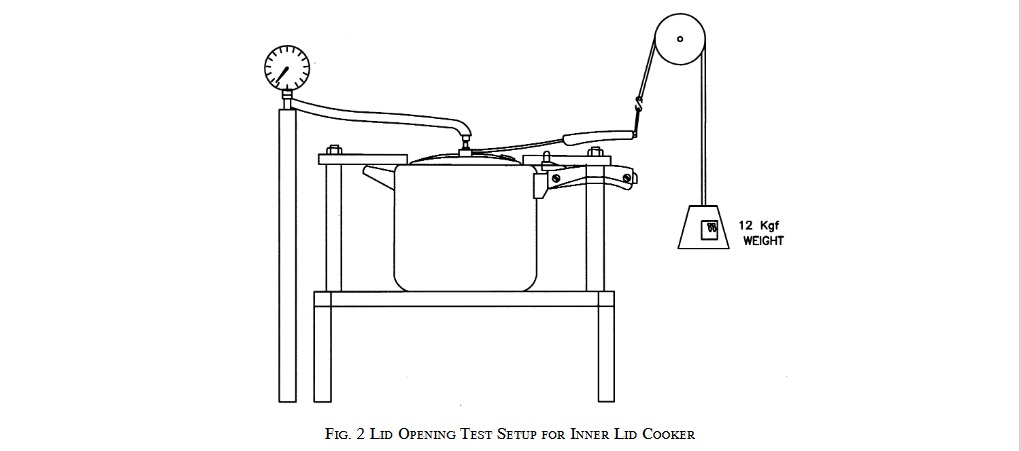 12 Kgf
WEIGHT
W
FIG. 2 LID OPENING TEST SETUP FOR INNER LID COOKER